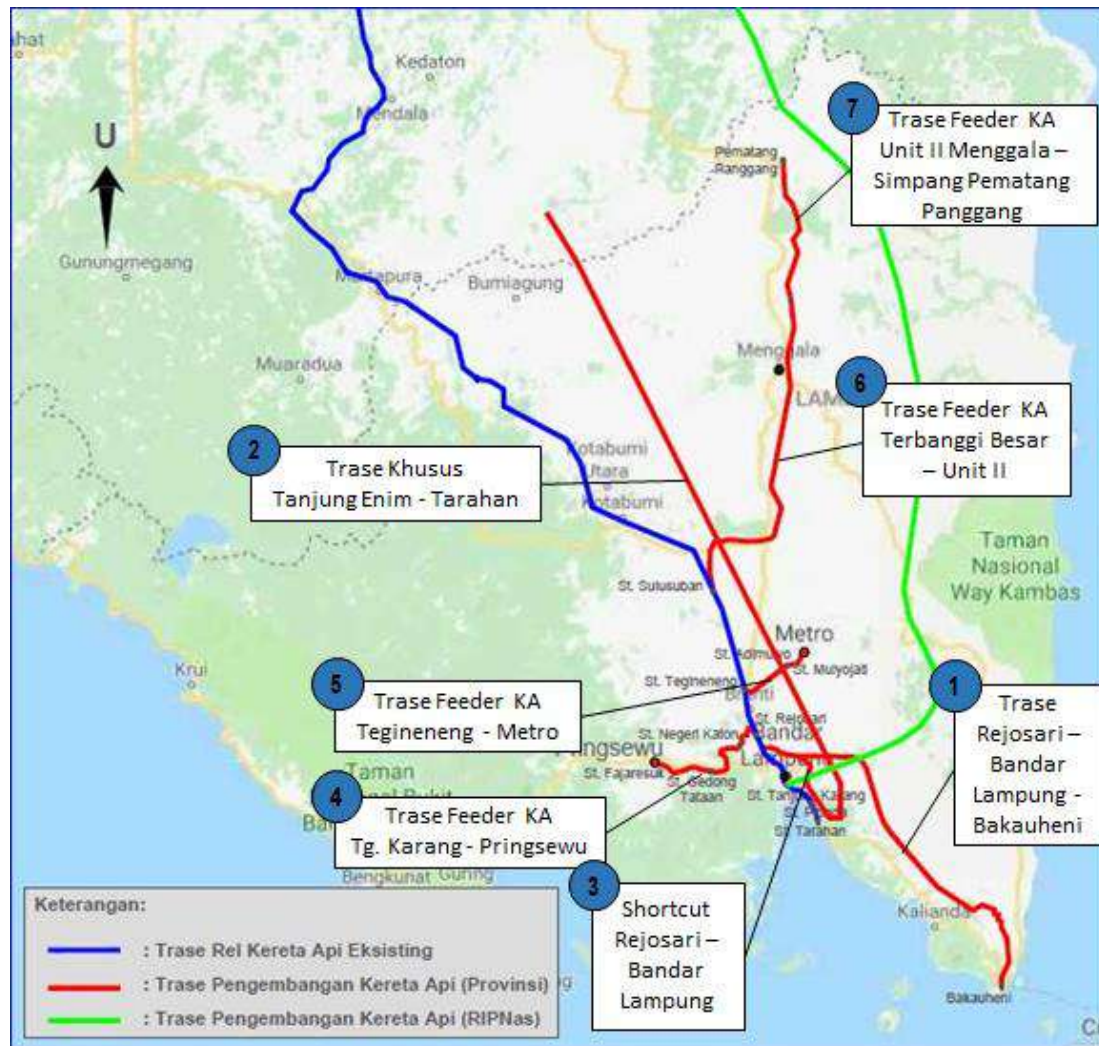 Kedaton
Mendala
U
Gunungmegang
Martapura
Bumiagung
Muaradua
Pematang
Ranggang
7
Trase Feeder KA
Unit II Menggala –
Simpang Pematang
Panggang
Menggala
LAM
6
Trase Feeder KA
Terbanggi Besar
– Unit II
2
Trase Khusus
Tanjung Enim - Tarahan
Kotabumi
Utara
Kotabumi
St. Sulusuban
Taman
Nasional
Way Kambas
Krui
Metro
St. Adimulyo
St. Mulyojati
St. Tegineneng
5
Trase Feeder KA
Tegineneng - Metro
1
Trase
Rejosari –
Bandar
Lampung -
Bakauheni
St. Rejosari
Bandar
St. Negeri Katon
Pringsewu
St. Fajaresuk
St. Gedong
Tataan
St. Tanjung Karang
St. Tarahan
Taman
4
Trase Feeder KA
Tg. Karang - Pringsewu
Bengkunat
3
Shortcut
Rejosari –
Bandar
Lampung
Kalianda
Bakauheni
Keterangan:
: Trase Rel Kereta Api Eksisting
: Trase Pengembangan Kereta Api (Provinsi)
: Trase Pengembangan Kereta Api (RIPNas)